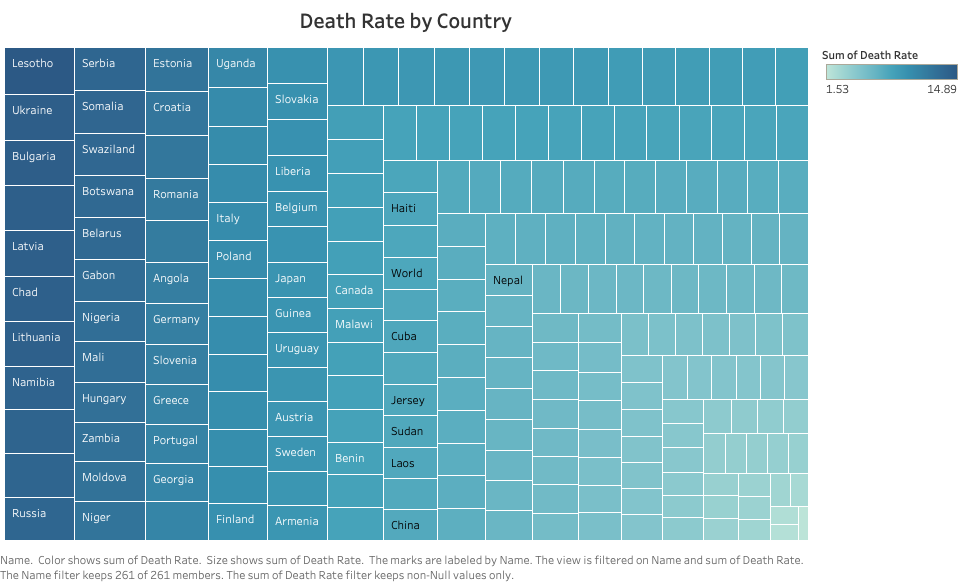 Death Rate by Country
Sum of Death Rate
1.53 14.89
Lesotho
Ukraine
Bulgaria
Latvia
Chad
Lithuania
Namibia
Russia
Serbia
Somalia
Swaziland
Botswana
Belarus
Gabon
Nigeria
Mali
Hungary
Zambia
Moldova
Niger
Estonia
Croatia
Romania
Angola
Germany
Slovenia
Greece
Portugal
Georgia
Uganda
Italy
Poland
Finland
Slovakia
Liberia
Belgium
Japan
Guinea
Uruguay
Austria
Sweden
Armenia
Canada
Malawi
Benin
Haiti
World
Cuba
Jersey
Sudan
Laos
China
Nepal
Name.  Color shows sum of Death Rate.  Size shows sum of Death Rate.  The marks are labeled by Name. The view is filtered on Name and sum of Death Rate.
The Name filter keeps 261 of 261 members. The sum of Death Rate filter keeps non-Null values only.